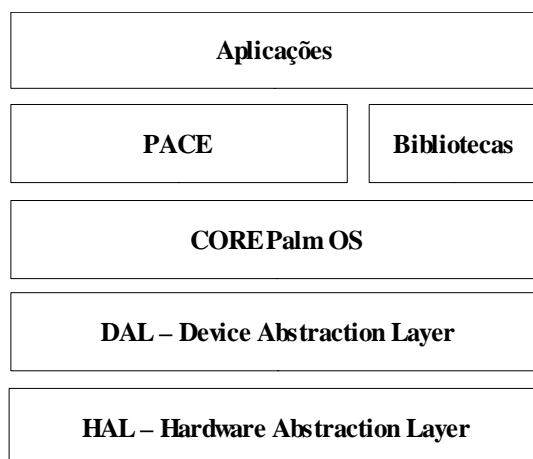 Aplicações
PACE
Bibliotecas
CORE Palm OS
DAL – Device Abstraction Layer
HAL – Hardware Abstraction Layer